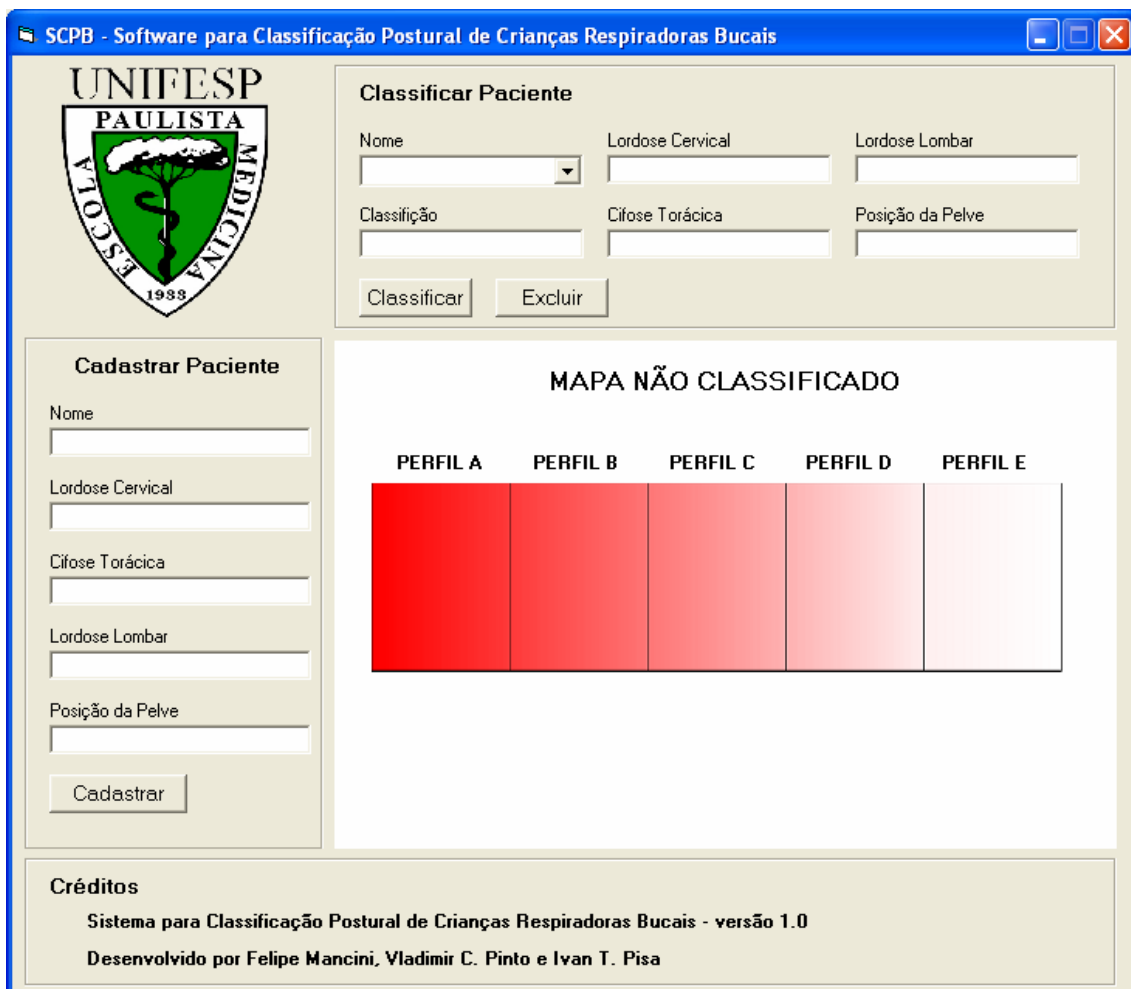 SCPB - Software para Classificação Postural de Crianças Respiradoras Bucais
UNIFESP
PAULISTA
ESCOLA
MEDICINA
1933
Classificar Paciente
Nome
Lordose Cervical
Lordose Lombar
Classifição
Cifose Torácica
Posição da Pelve
Classificar
Excluir
Cadastrar Paciente
Nome
Lordose Cervical
Cifose Torácica
Lordose Lombar
Posição da Pelve
Cadastrar
MAPA NÃO CLASSIFICADO
PERFIL A PERFIL B PERFIL C PERFIL D PERFIL E
Créditos
Sistema para Classificação Postural de Crianças Respiradoras Bucais - versão 1.0
Desenvolvido por Felipe Mancini, Vladimir C. Pinto e Ivan T. Pisa